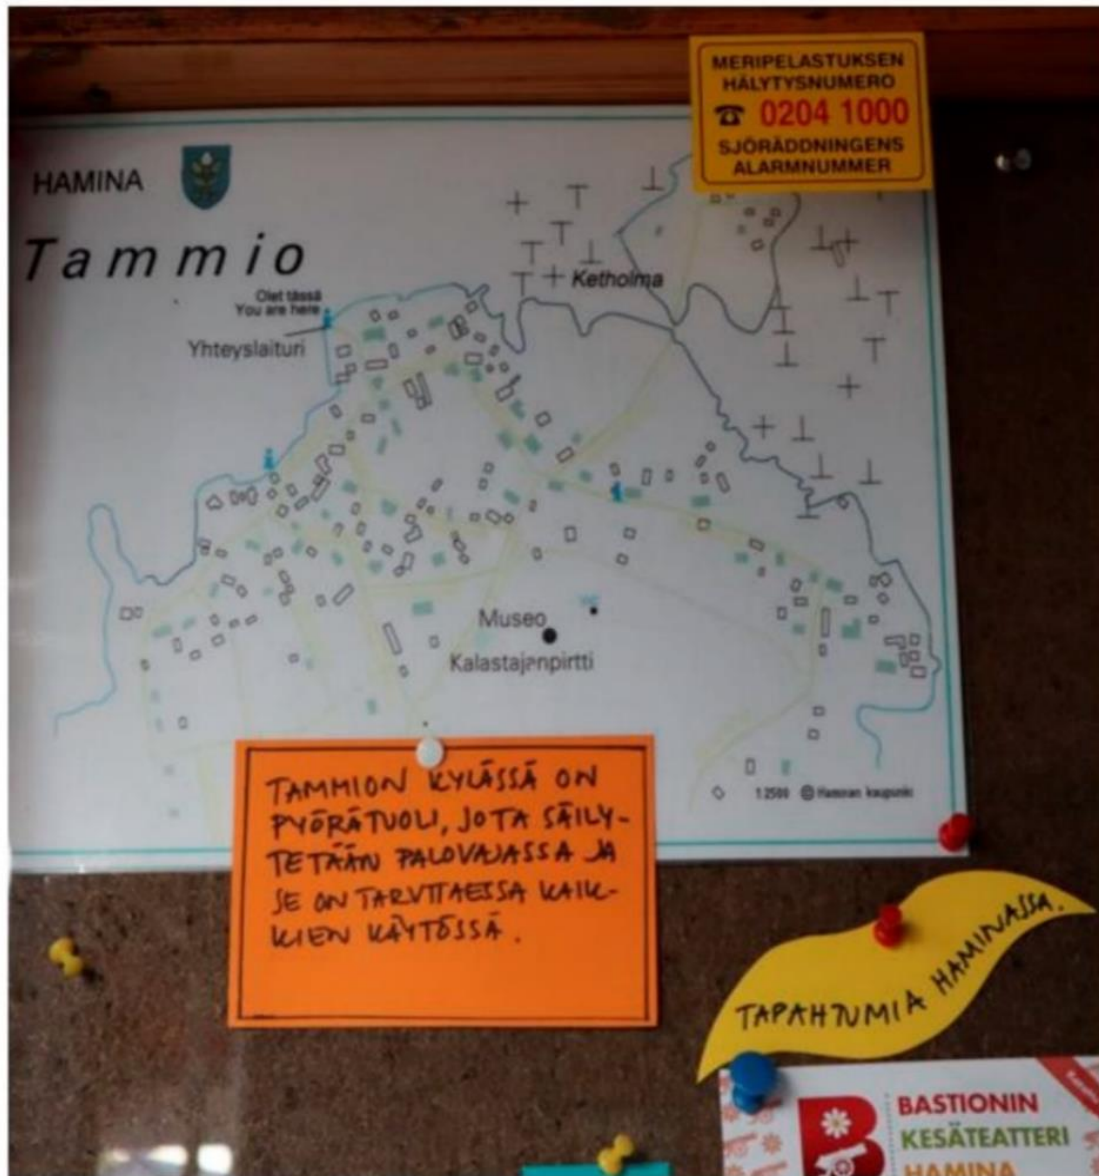 MERIPELASTUKSEN
HÄLYTYSNUMERO
☎ 0204 1000
SJÖRÄDDNINGENS
ALARMNUMMER
HAMINA
Tammio
Olet tässä
You are here
Yhteyslaituri
Ketholma
Museo
Kalastajanpirtti
1:2500 © Haminan kaupunki
TAMMION KYLÄSSÄ ON
PYÖRÄTUOLI, JOTA SÄILY-
TETÄÄN PALOVAJASSA JA
SE ON TARVITTAESSA KAIK-
KIEN KÄYTÖSSÄ.
TAPAHTUMIA HAMINASSA.
B
BASTIONIN
KESÄTEATTERI
HAMINA